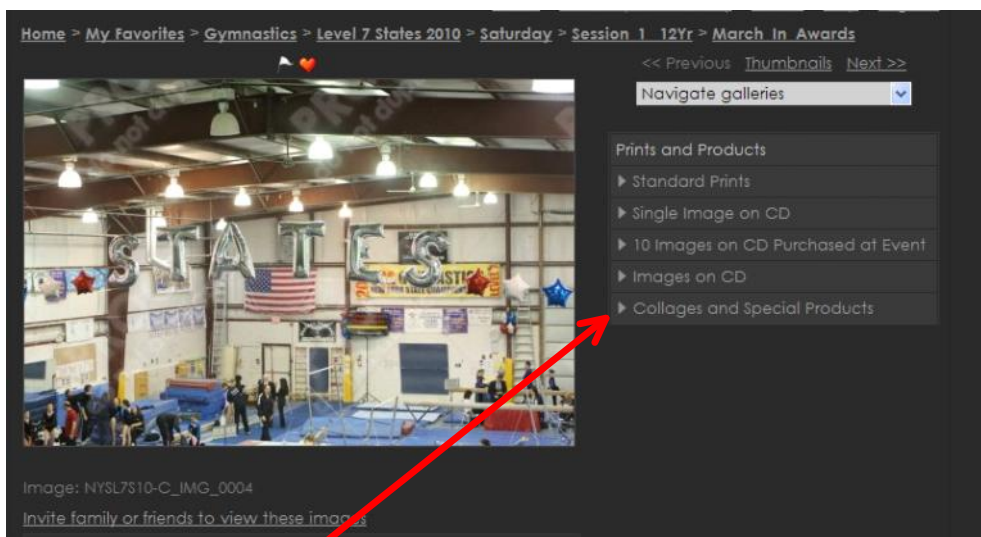 Home > My Favorites > Gymnastics > Level 7 States 2010 > Saturday > Session 1 12Yr > March In Awards
<< Previous Thumbnails Next >>
Navigate galleries
STATES
Prints and Products
Standard Prints
Single Image on CD
10 Images on CD Purchased at Event
Images on CD
Collages and Special Products
Image: NYSL7S10-C_IMG_0004
Invite family or friends to view these images